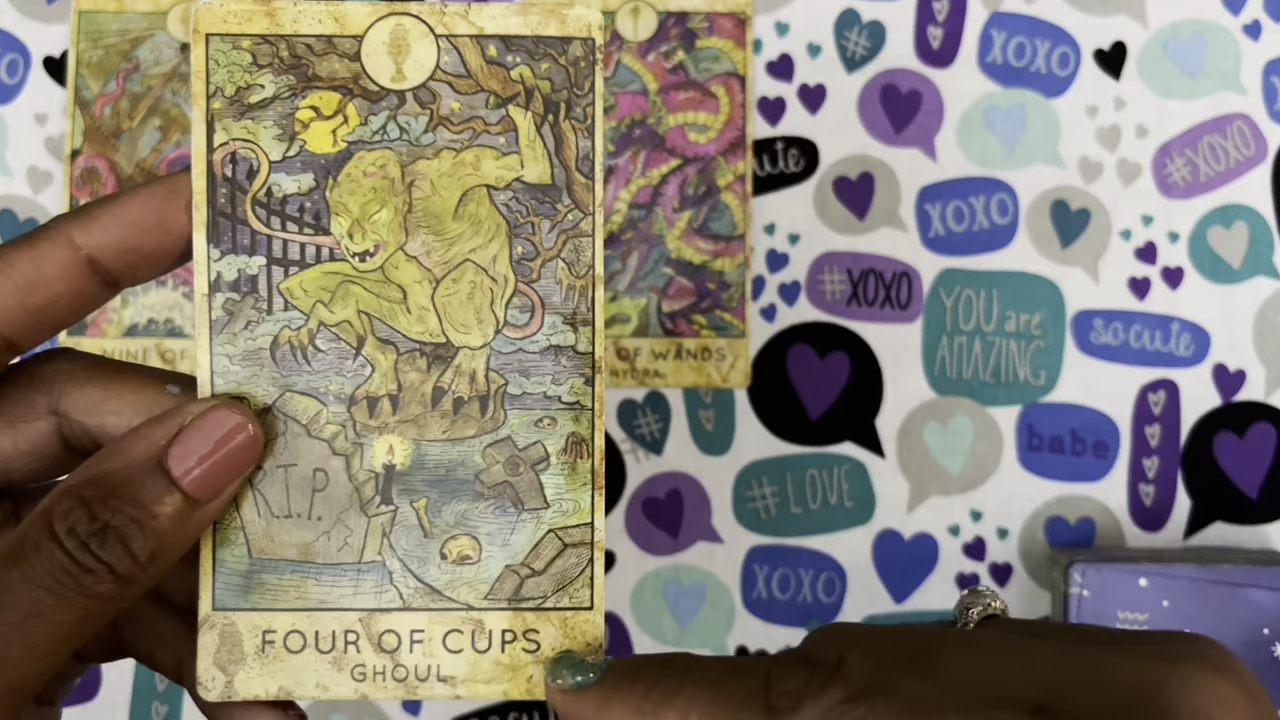 R.I.P.
FOUR OF CUPS
GHOUL
NINE OF
OF WANDS
HYDRA
#
XOXO
ute
#XOXO
XOXO
#XOXO
YOU are
AMAZING
so cute
#
babe
#LOVE
XOXO